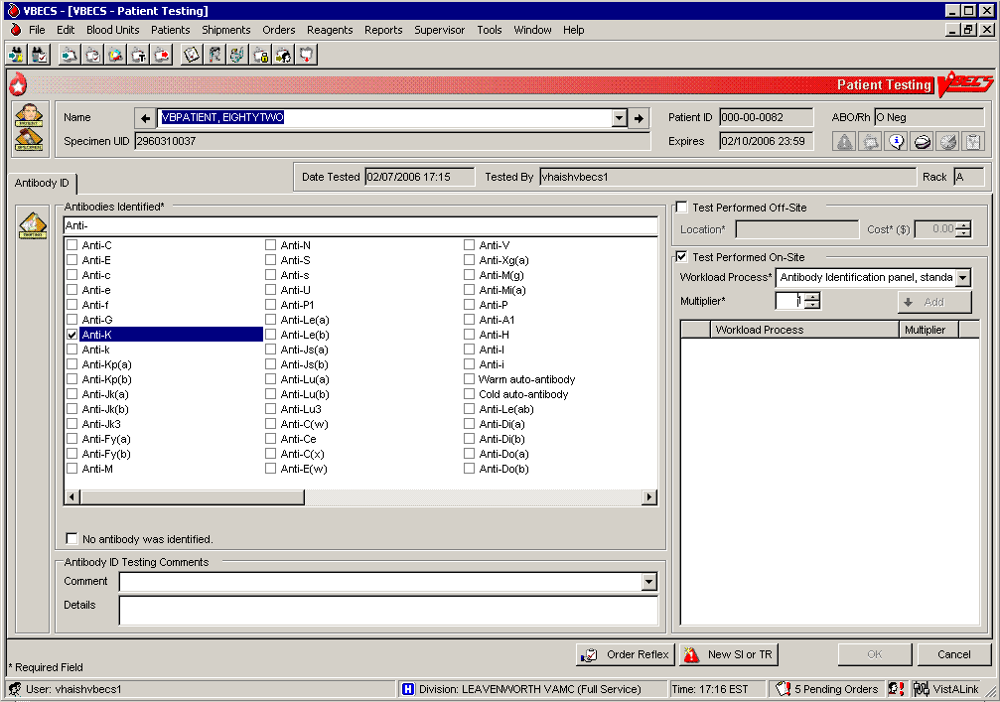 VBECS - [VBECS - Patient Testing]
File Edit Blood Units Patients Shipments Orders Reagents Reports Supervisor Tools Window Help
Patient Testing VBECS
Name VBPATIENT, EIGHTYTWO Patient ID 000-00-0082 ABO/Rh O Neg
Specimen UID 2960310037 Expires 02/10/2006 23:59
Date Tested 02/07/2006 17:15 Tested By vhaishvbecs1 Rack A
Antibody ID
Antibodies Identified*
Anti-
Anti-C Anti-N Anti-V
Anti-E Anti-S Anti-Xg(a)
Anti-c Anti-s Anti-M(g)
Anti-e Anti-U Anti-Mi(a)
Anti-f Anti-P1 Anti-P
Anti-G Anti-Le(a) Anti-A1
Anti-K Anti-Le(b) Anti-H
Anti-k Anti-Js(a) Anti-I
Anti-Kp(a) Anti-Js(b) Anti-i
Anti-Kp(b) Anti-Lu(a) Warm auto-antibody
Anti-Jk(a) Anti-Lu(b) Cold auto-antibody
Anti-Jk(b) Anti-Lu3 Anti-Le(ab)
Anti-Jk3 Anti-C(w) Anti-Di(a)
Anti-Fy(a) Anti-Ce Anti-Di(b)
Anti-Fy(b) Anti-C(x) Anti-Do(a)
Anti-M Anti-E(w) Anti-Do(b)
No antibody was identified.
Antibody ID Testing Comments
Comment
Details
Test Performed Off-Site
Location* Cost* ($) 0.00
Test Performed On-Site
Workload Process* Antibody Identification panel, standa
Multiplier* 1 Add
Workload Process Multiplier
Order Reflex New SI or TR OK Cancel
* Required Field
User: vhaishvbecs1 Division: LEAVENWORTH VAMC (Full Service) Time: 17:16 EST 5 Pending Orders VistALink